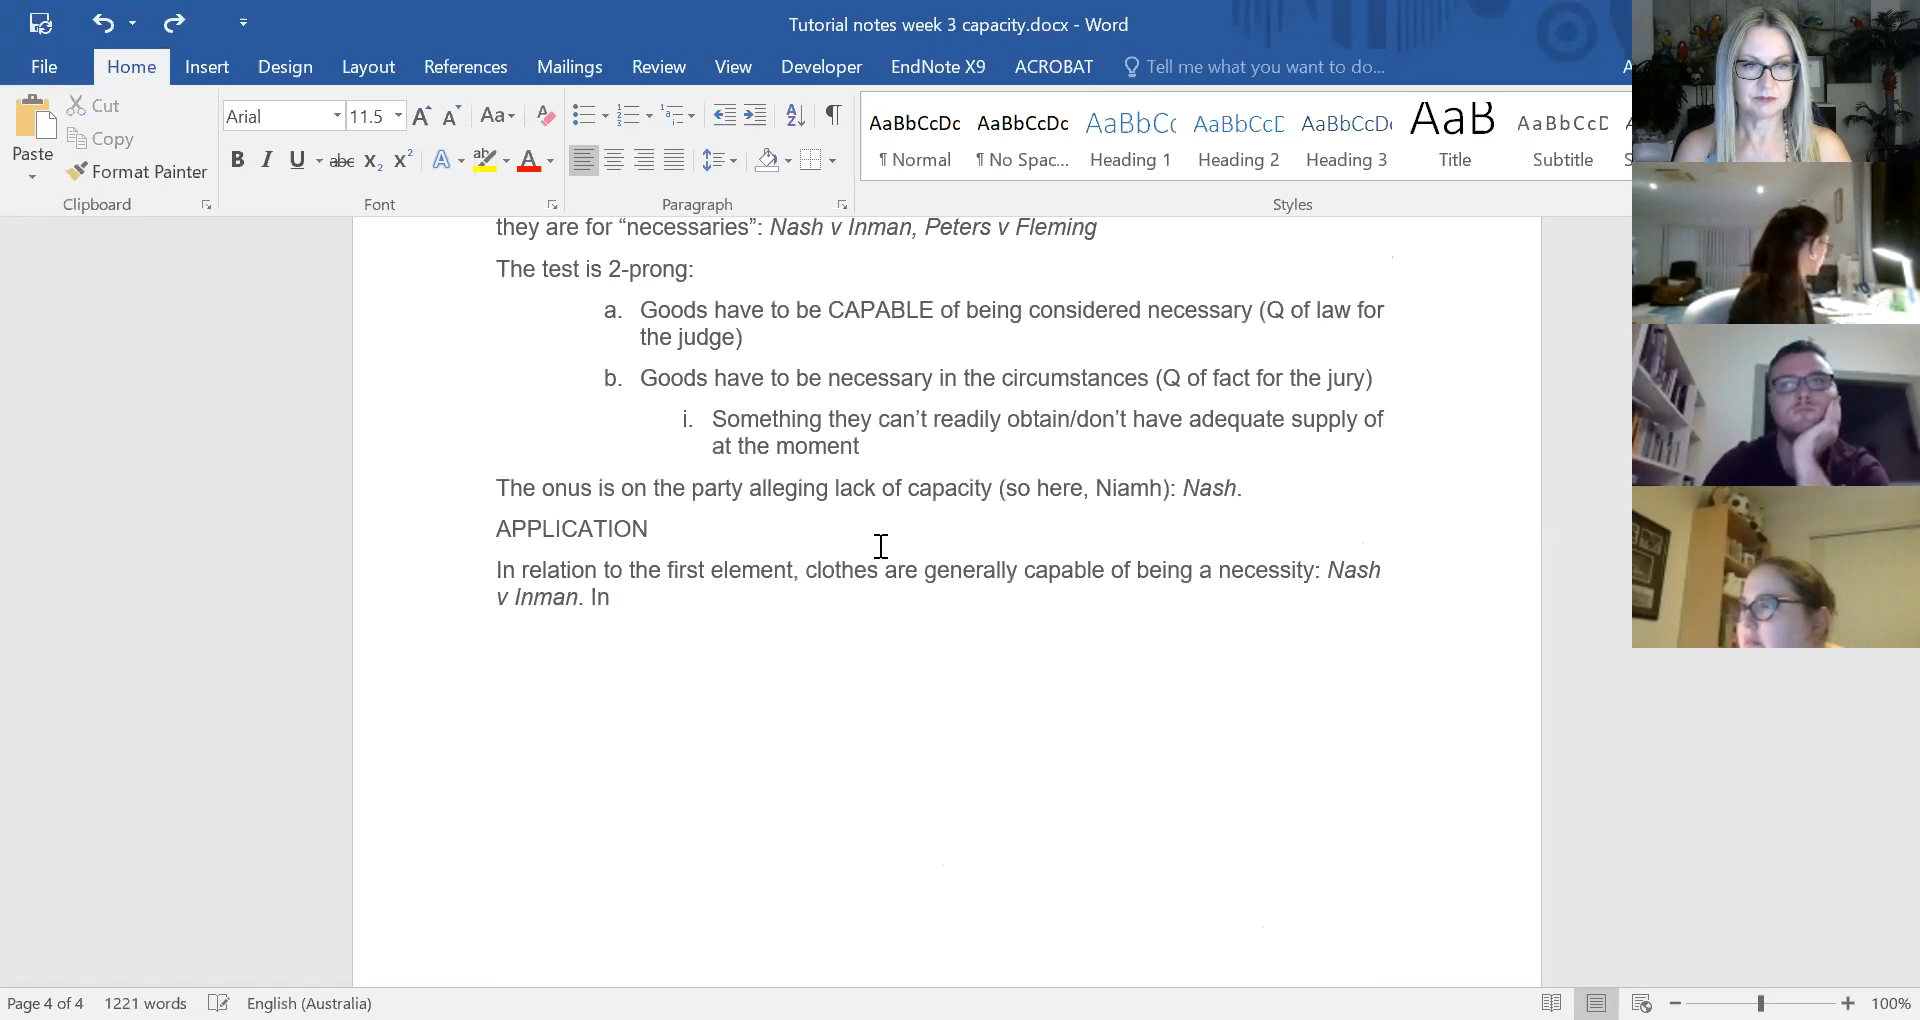 Tutorial notes week 3 capacity.docx - Word
File Home Insert Design Layout References Mailings Review View Developer EndNote X9 ACROBAT Tell me what you want to do...
Cut
Copy
Paste
Format Painter
Clipboard
Arial 11.5 Aa
B I U abc X₂ X² A ab A
Font
Paragraph
AaBbCcDc AaBbCcDc AaBbCc AaBbCcD AaBbCcDc AaB AaBbCcD
¶ Normal ¶ No Spac... Heading 1 Heading 2 Heading 3 Title Subtitle
Styles
they are for “necessaries”: Nash v Inman, Peters v Fleming
The test is 2-prong:
a. Goods have to be CAPABLE of being considered necessary (Q of law for
the judge)
b. Goods have to be necessary in the circumstances (Q of fact for the jury)
i. Something they can’t readily obtain/don’t have adequate supply of
at the moment
The onus is on the party alleging lack of capacity (so here, Niamh): Nash.
APPLICATION
In relation to the first element, clothes are generally capable of being a necessity: Nash
v Inman. In
Page 4 of 4 1221 words English (Australia) 100%